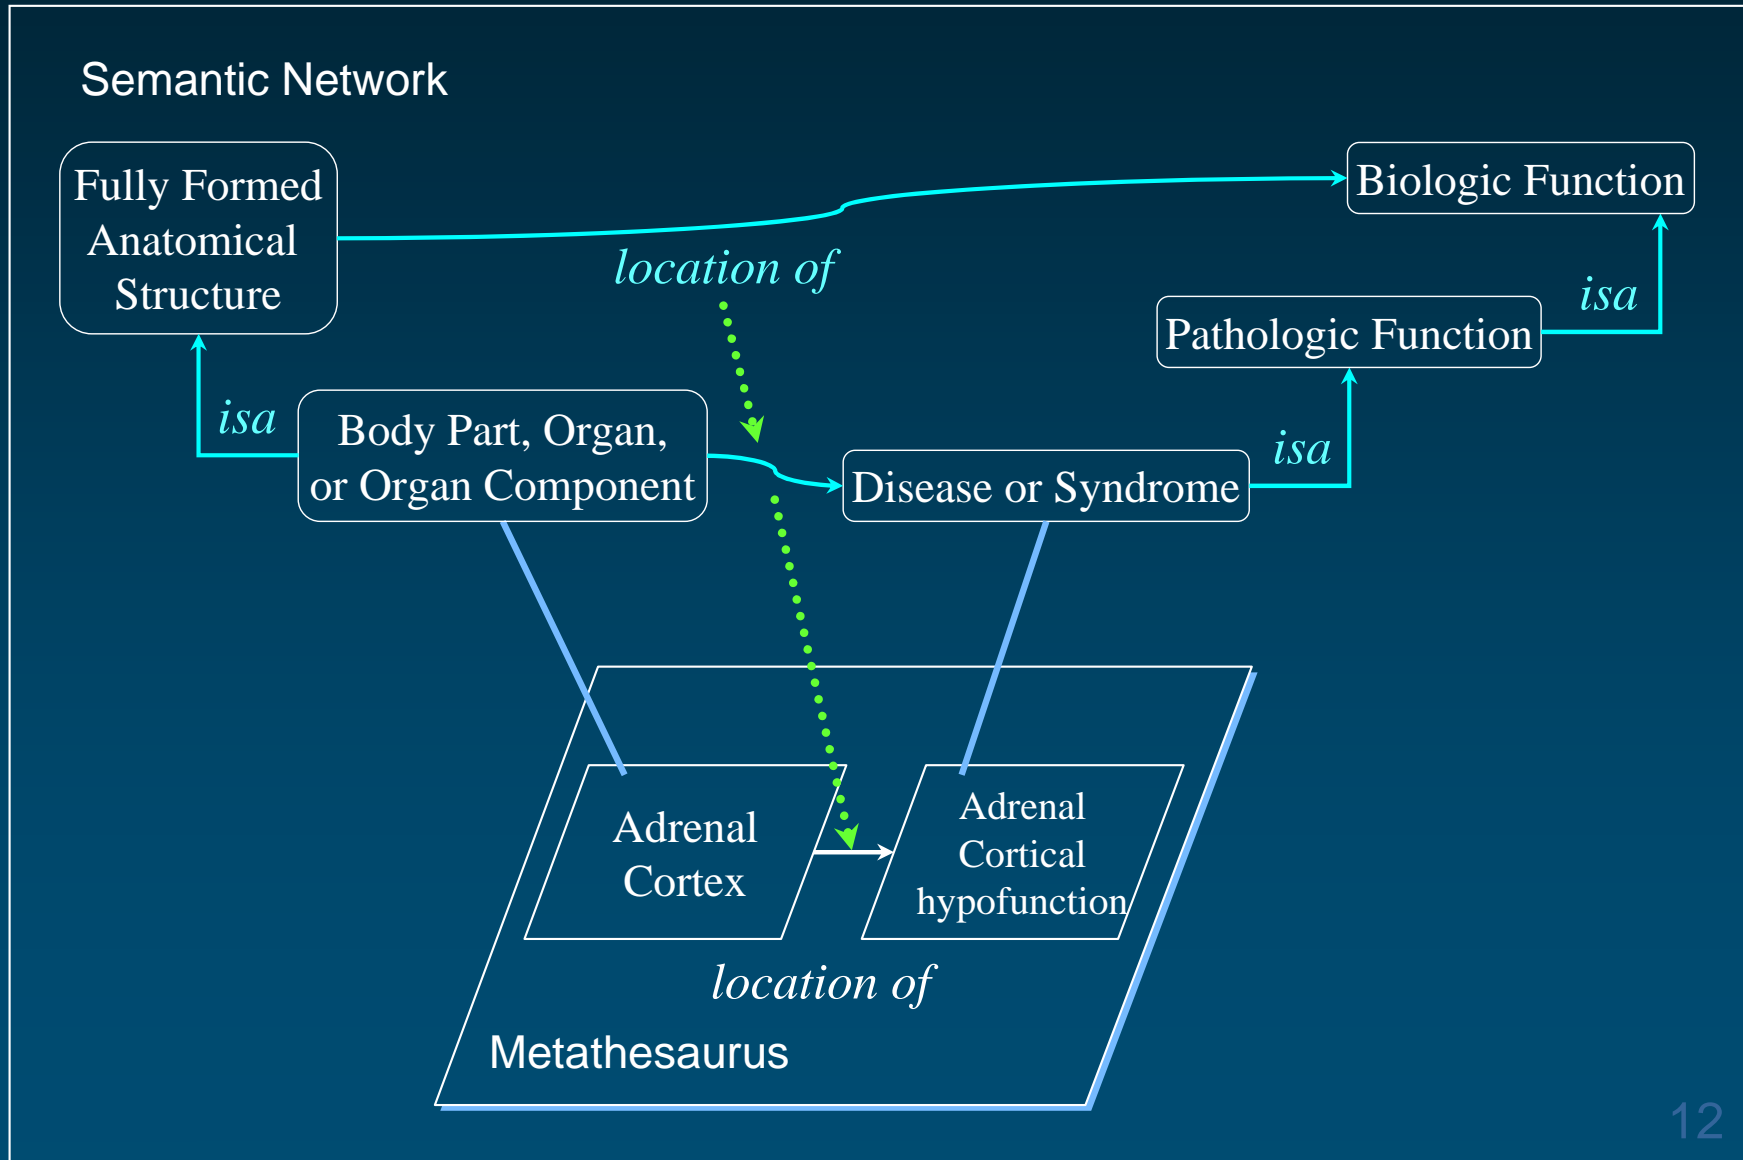 Semantic Network
Fully Formed
Anatomical
Structure
Biologic Function
location of
isa
Pathologic Function
isa
Body Part, Organ,
or Organ Component
isa
Disease or Syndrome
Adrenal
Cortex
Adrenal
Cortical
hypofunction
location of
Metathesaurus
12